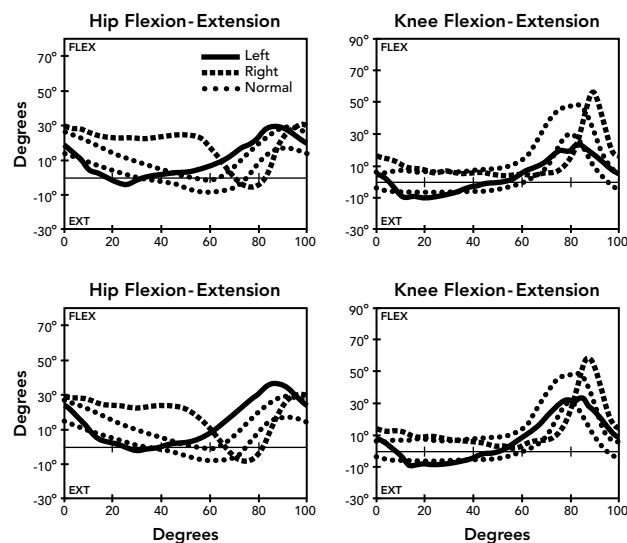 Hip Flexion-Extension
Knee Flexion-Extension
FLEX
Left
Right
Normal
70°
50°
30°
10°
-10°
-30°
EXT
Degrees
0 20 40 60 80 100
FLEX
90°
70°
50°
30°
10
-10°
-30°
EXT
0 20 40 60 80 100
Hip Flexion-Extension
Knee Flexion-Extension
FLEX
70°
50°
30°
10°
-10°
-30°
EXT
Degrees
0 20 40 60 80 100
Degrees
FLEX
90°
70°
50°
30°
10°
-10°
-30°
EXT
0 20 40 60 80 100
Degrees